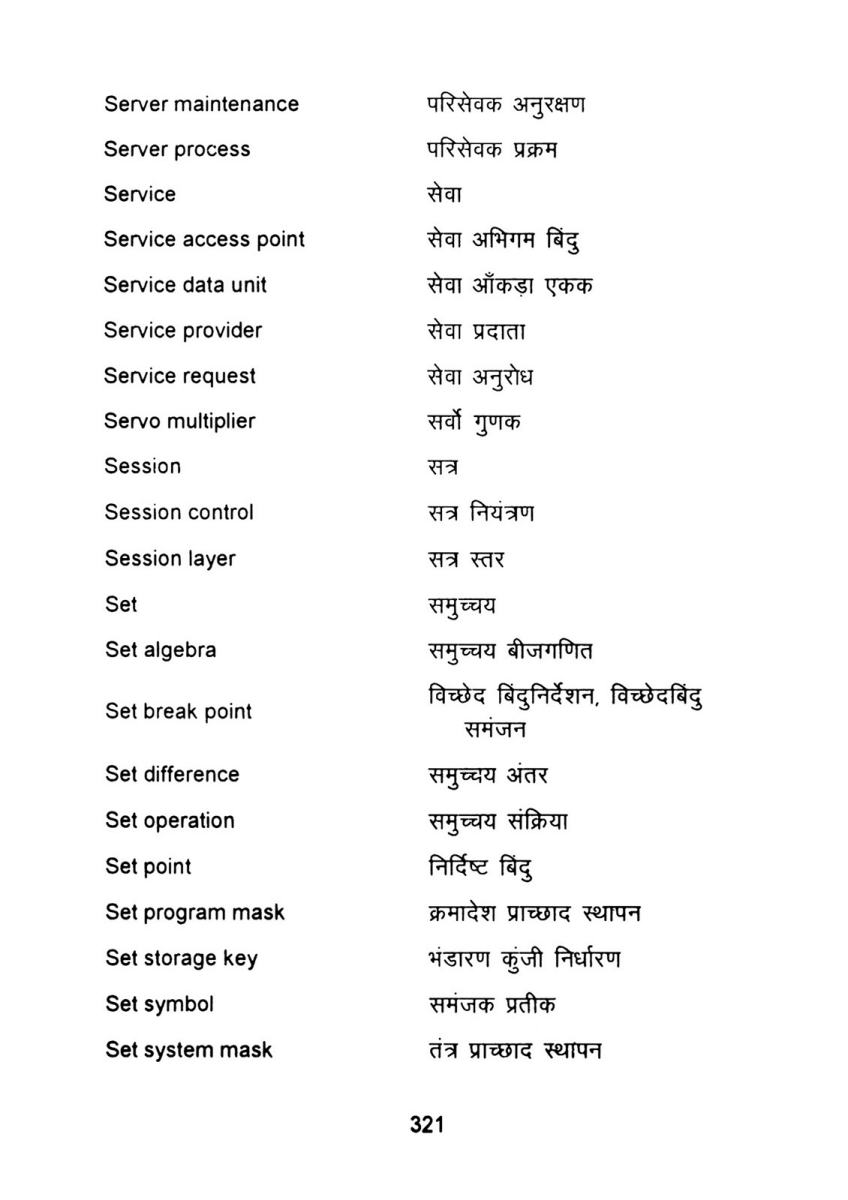 Server maintenance परिसेवक अनुरक्षण
Server process परिसेवक प्रक्रम
Service सेवा
Service access point सेवा अभिगम बिंदु
Service data unit सेवा आँकड़ा एकक
Service provider सेवा प्रदाता
Service request सेवा अनुरोध
Servo multiplier सर्वो गुणक
Session सत्र
Session control सत्र नियंत्रण
Session layer सत्र स्तर
Set समुच्चय
Set algebra समुच्चय बीजगणित
Set break point विच्छेद बिंदुनिर्देशन, विच्छेदबिंदु
समंजन
Set difference समुच्चय अंतर
Set operation समुच्चय संक्रिया
Set point निर्दिष्ट बिंदु
Set program mask क्रमादेश प्राच्छाद स्थापन
Set storage key भंडारण कुंजी निर्धारण
Set symbol समंजक प्रतीक
Set system mask तंत्र प्राच्छाद स्थापन
321